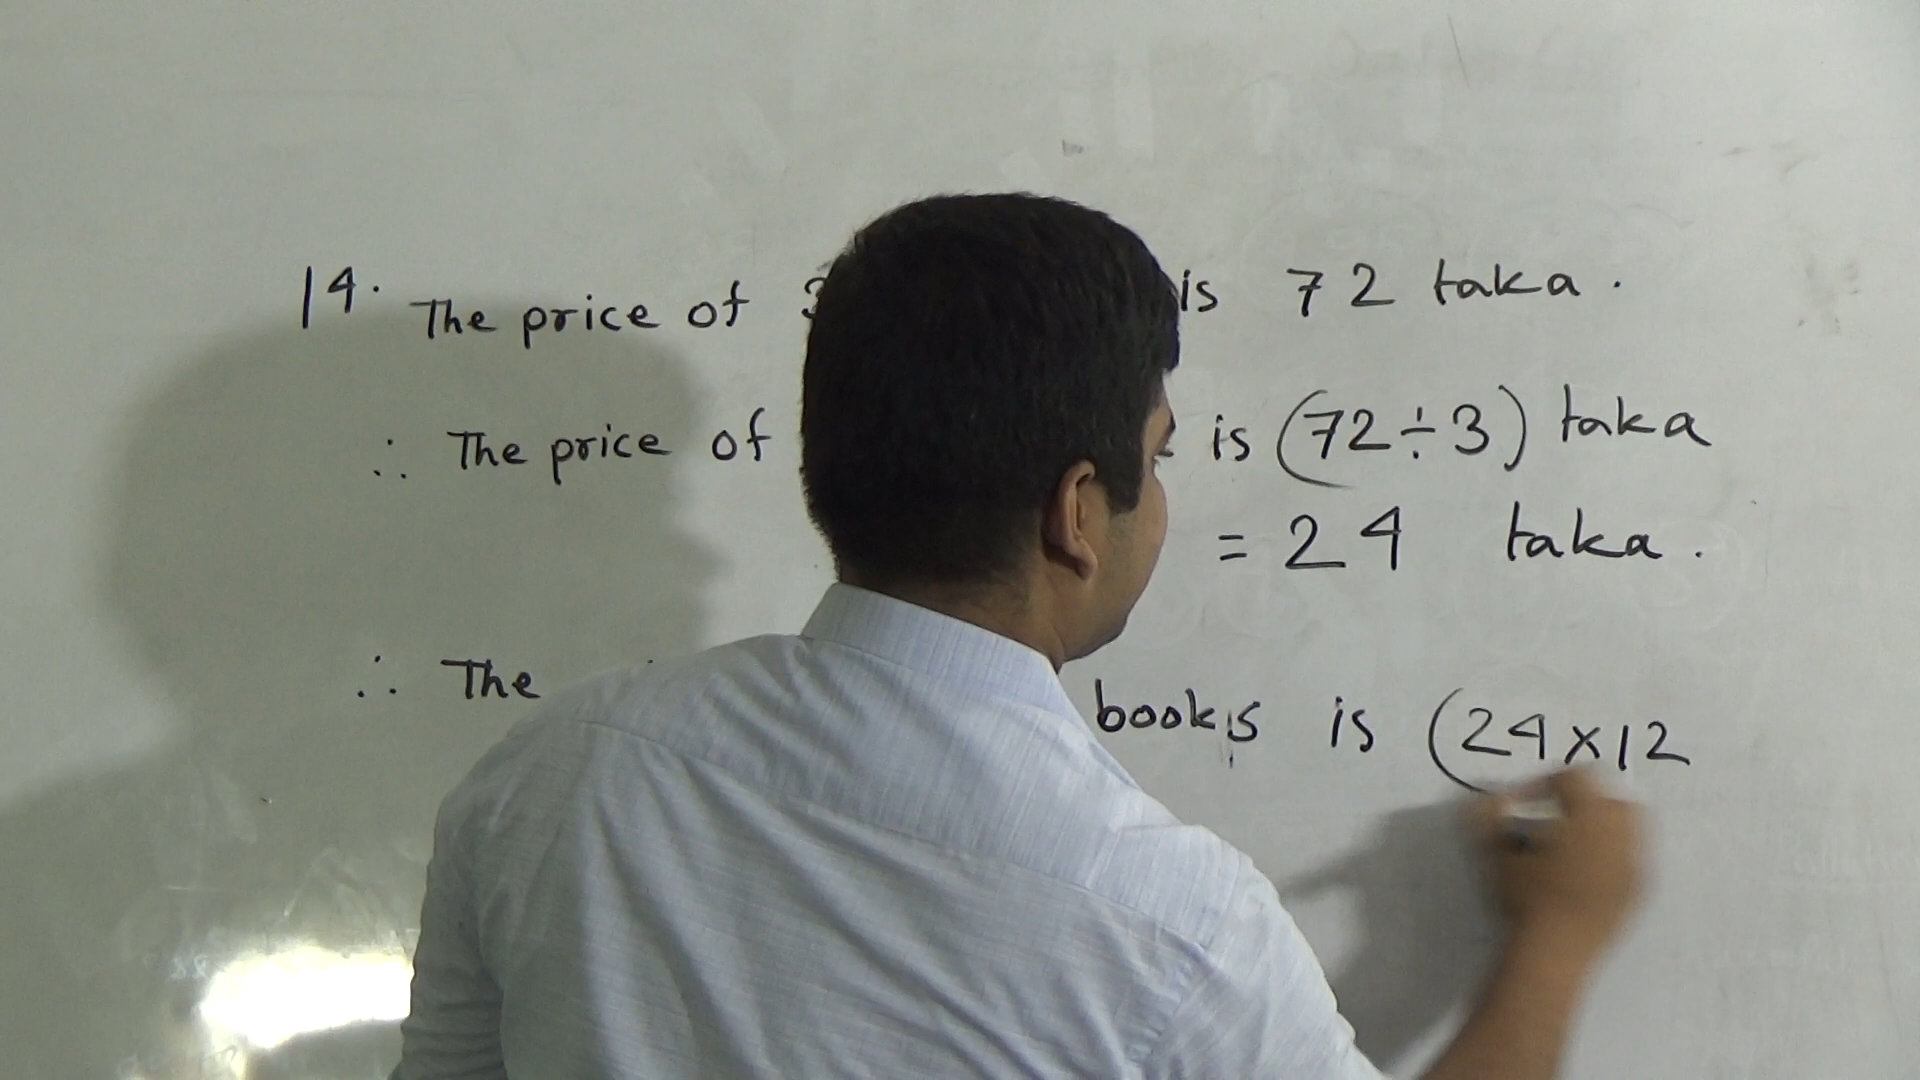 14. The price of 3 is 72 taka.
∴ The price of is (72÷3) taka
= 24 taka.
∴ The books is (24×12